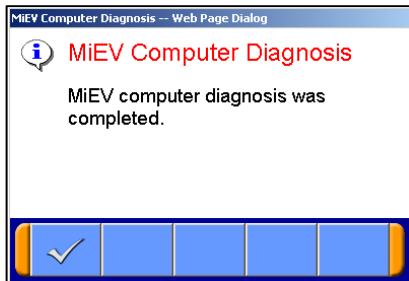 MiEV Computer Diagnosis -- Web Page Dialog
MiEV Computer Diagnosis
MiEV computer diagnosis was
completed.